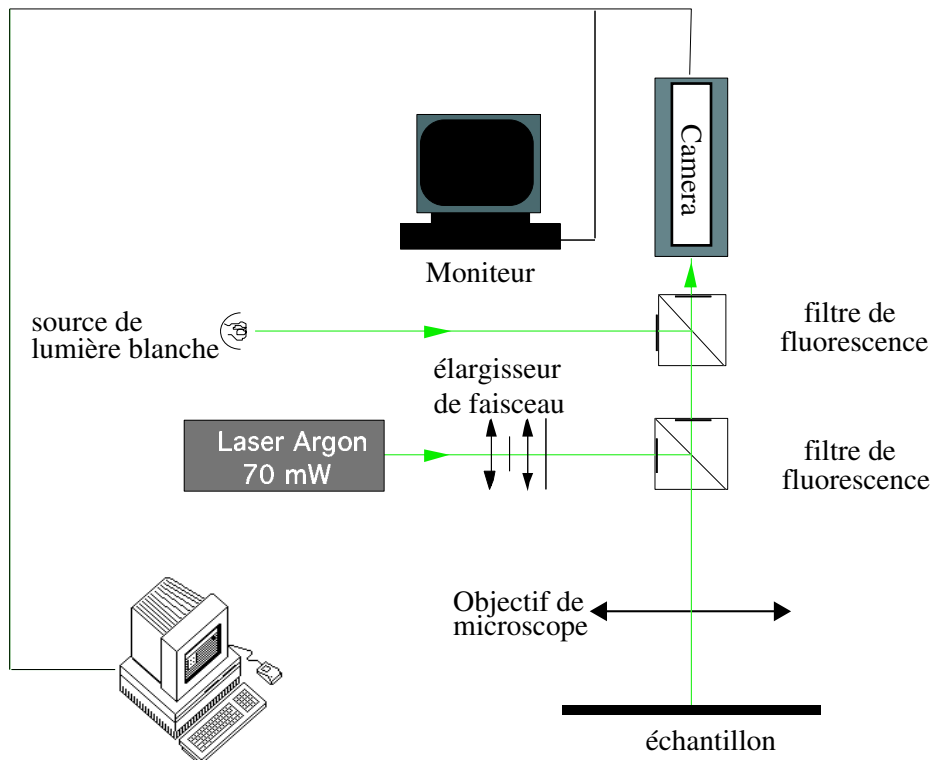 Camera
Moniteur
source de
lumière blanche
filtre de
fluorescence
élargisseur
de faisceau
Laser Argon
70 mW
filtre de
fluorescence
Objectif de
microscope
échantillon